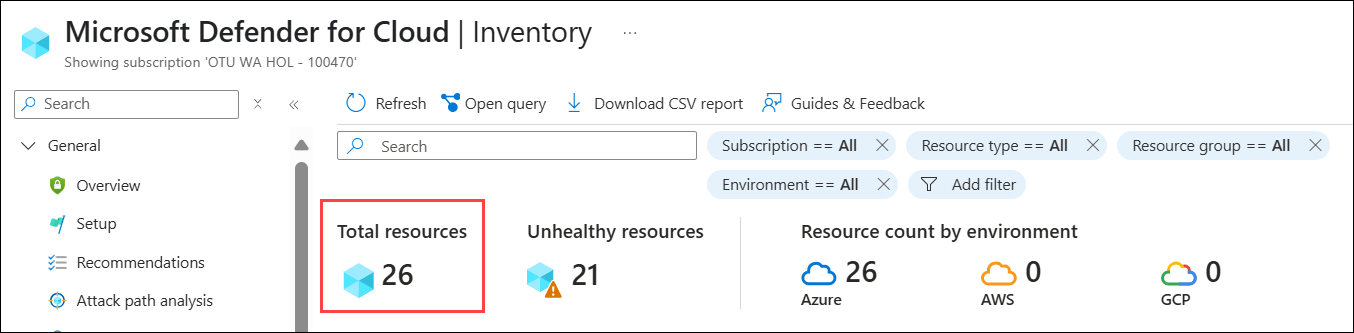 Microsoft Defender for Cloud | Inventory ...
Showing subscription 'OTU WA HOL - 100470'
Search
Refresh Open query Download CSV report Guides & Feedback
General
Search
Subscription == All Resource type == All Resource group == All
Overview
Environment == All Add filter
Setup
Total resources Unhealthy resources Resource count by environment
Recommendations
26 21 26 0 0
Azure AWS GCP
Attack path analysis